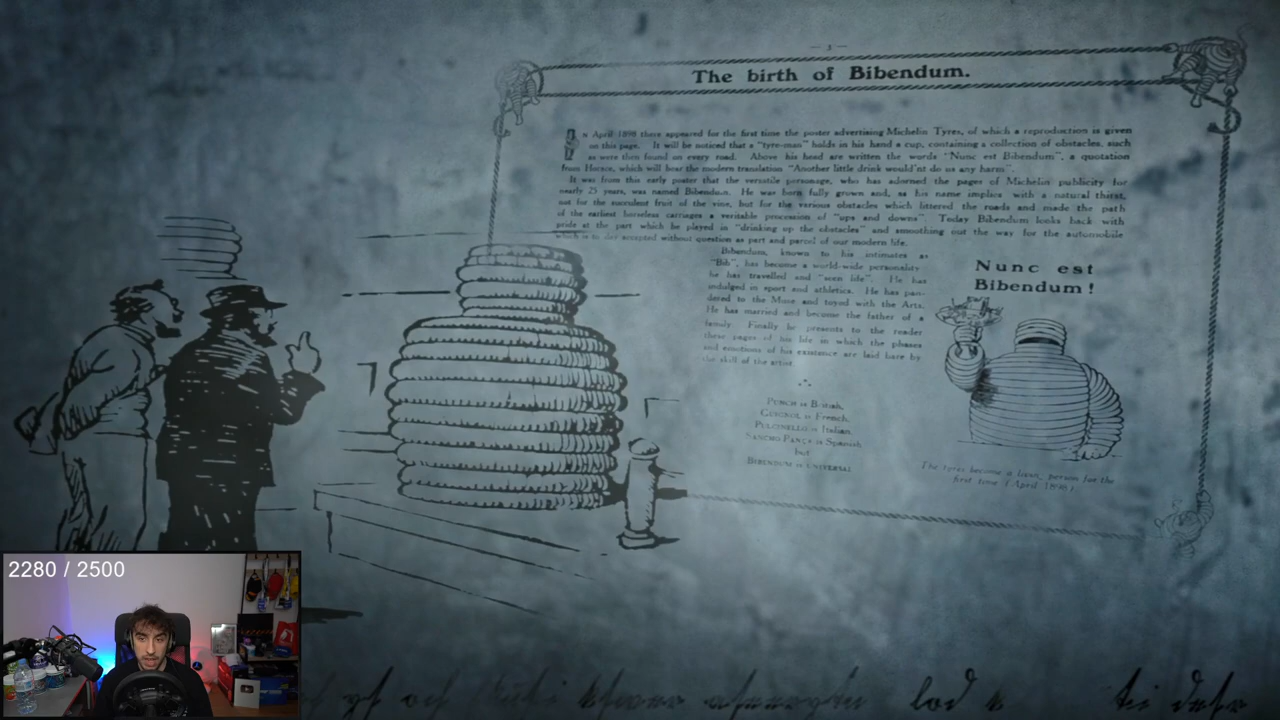 — 3 —
The birth of Bibendum.
In April 1898 there appeared for the first time the poster advertising Michelin Tyres, of which a reproduction is given
on this page. It will be noticed that a "tyre-man" holds in his hand a cup, containing a collection of obstacles, such
as were then found on every road. Above his head are written the words "Nunc est Bibendum", a quotation
from Horace, which will bear the modern translation "Another little drink would'nt do us any harm".
It was from this early poster that the versatile personage, who has adorned the pages of Michelin publicity for
nearly 25 years, was named Bibendum. He was born fully grown and, as his name implies with a natural thirst,
not for the succulent fruit of the vine, but for the various obstacles which littered the roads and made the path
of the earliest horseless carriages a veritable procession of "ups and downs". Today Bibendum looks back with
pride at the part which he played in "drinking up the obstacles" and smoothing out the way for the automobile
which is to day accepted without question as part and parcel of our modern life.
Bibendum, known to his intimates as
"Bib", has become a world-wide personality
he has travelled and "seen life". He has
indulged in sport and athletics. He has pan-
dered to the Muse and toyed with the Arts.
He has married and become the father of a
family. Finally he presents to the reader
these pages of his life in which the phases
and emotions of his existence are laid bare by
the skill of the artist.
Nunc est
Bibendum!
PUNCH is British,
GUIGNOL is French,
PULCINELLO is Italian,
SANCHO PANÇA is Spanish
but
BIBENDUM is UNIVERSAL
The tyres become a living person for the
first time (April 1898).
2280 / 2500